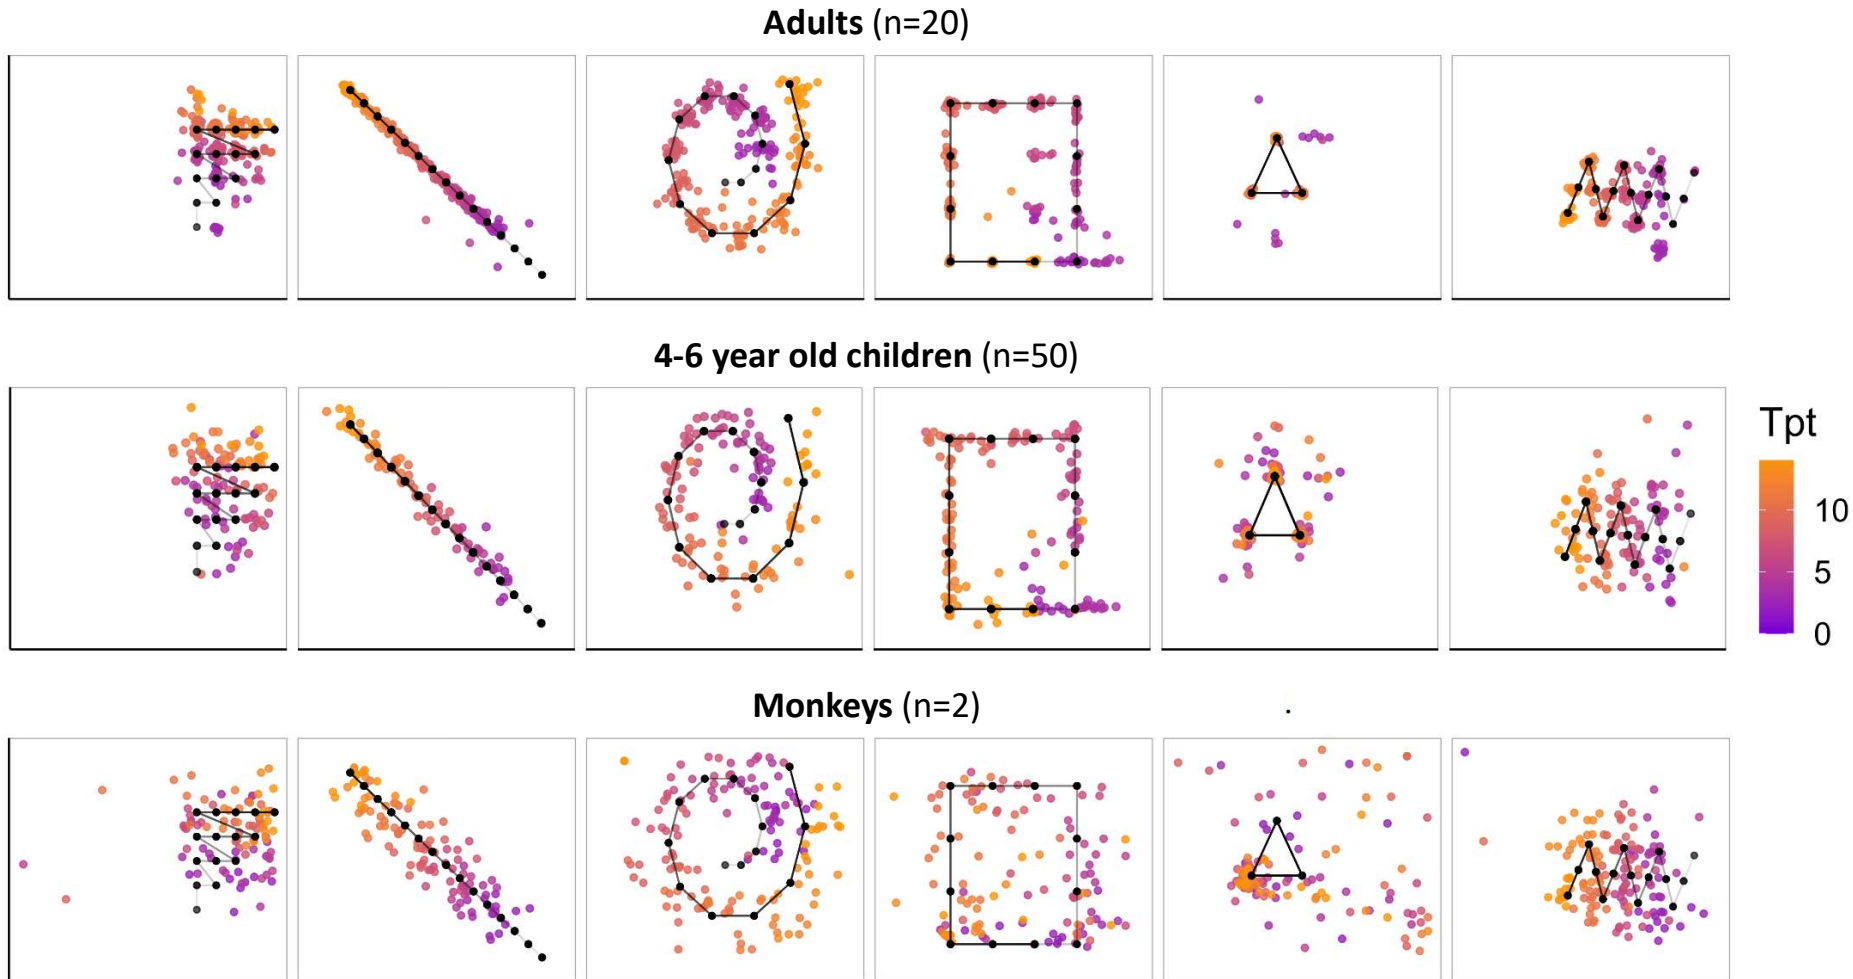 Adults (n=20)
4-6 year old children (n=50)
Tpt
10
5
0
Monkeys (n=2)